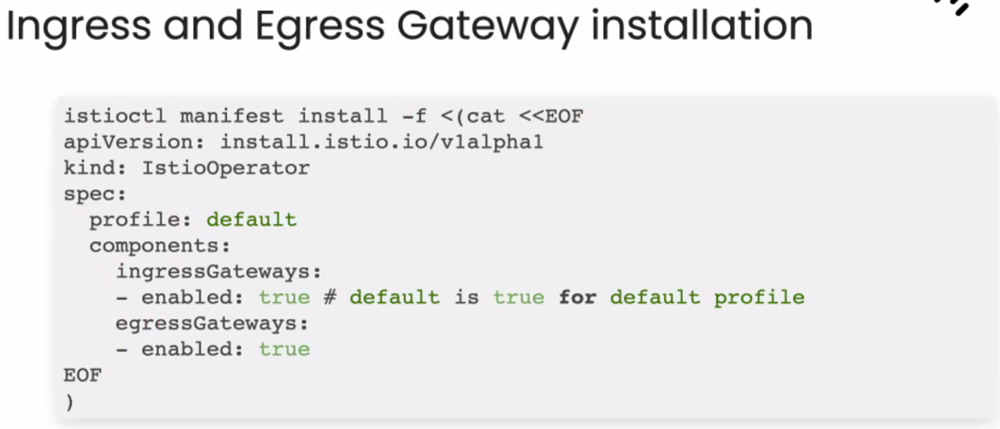 Ingress and Egress Gateway installation
istioctl manifest install -f <(cat <<EOF
apiVersion: install.istio.io/v1alpha1
kind: IstioOperator
spec:
  profile: default
  components:
    ingressGateways:
    - enabled: true # default is true for default profile
    egressGateways:
    - enabled: true
EOF
)